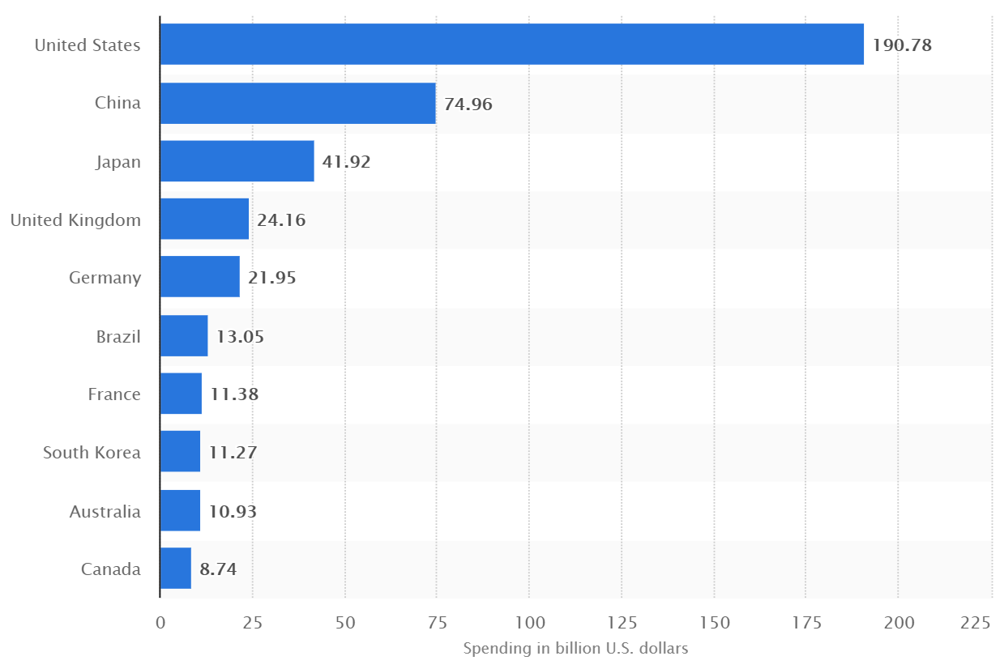 United States 190.78
China 74.96
Japan 41.92
United Kingdom 24.16
Germany 21.95
Brazil 13.05
France 11.38
South Korea 11.27
Australia 10.93
Canada 8.74
0 25 50 75 100 125 150 175 200 225
Spending in billion U.S. dollars